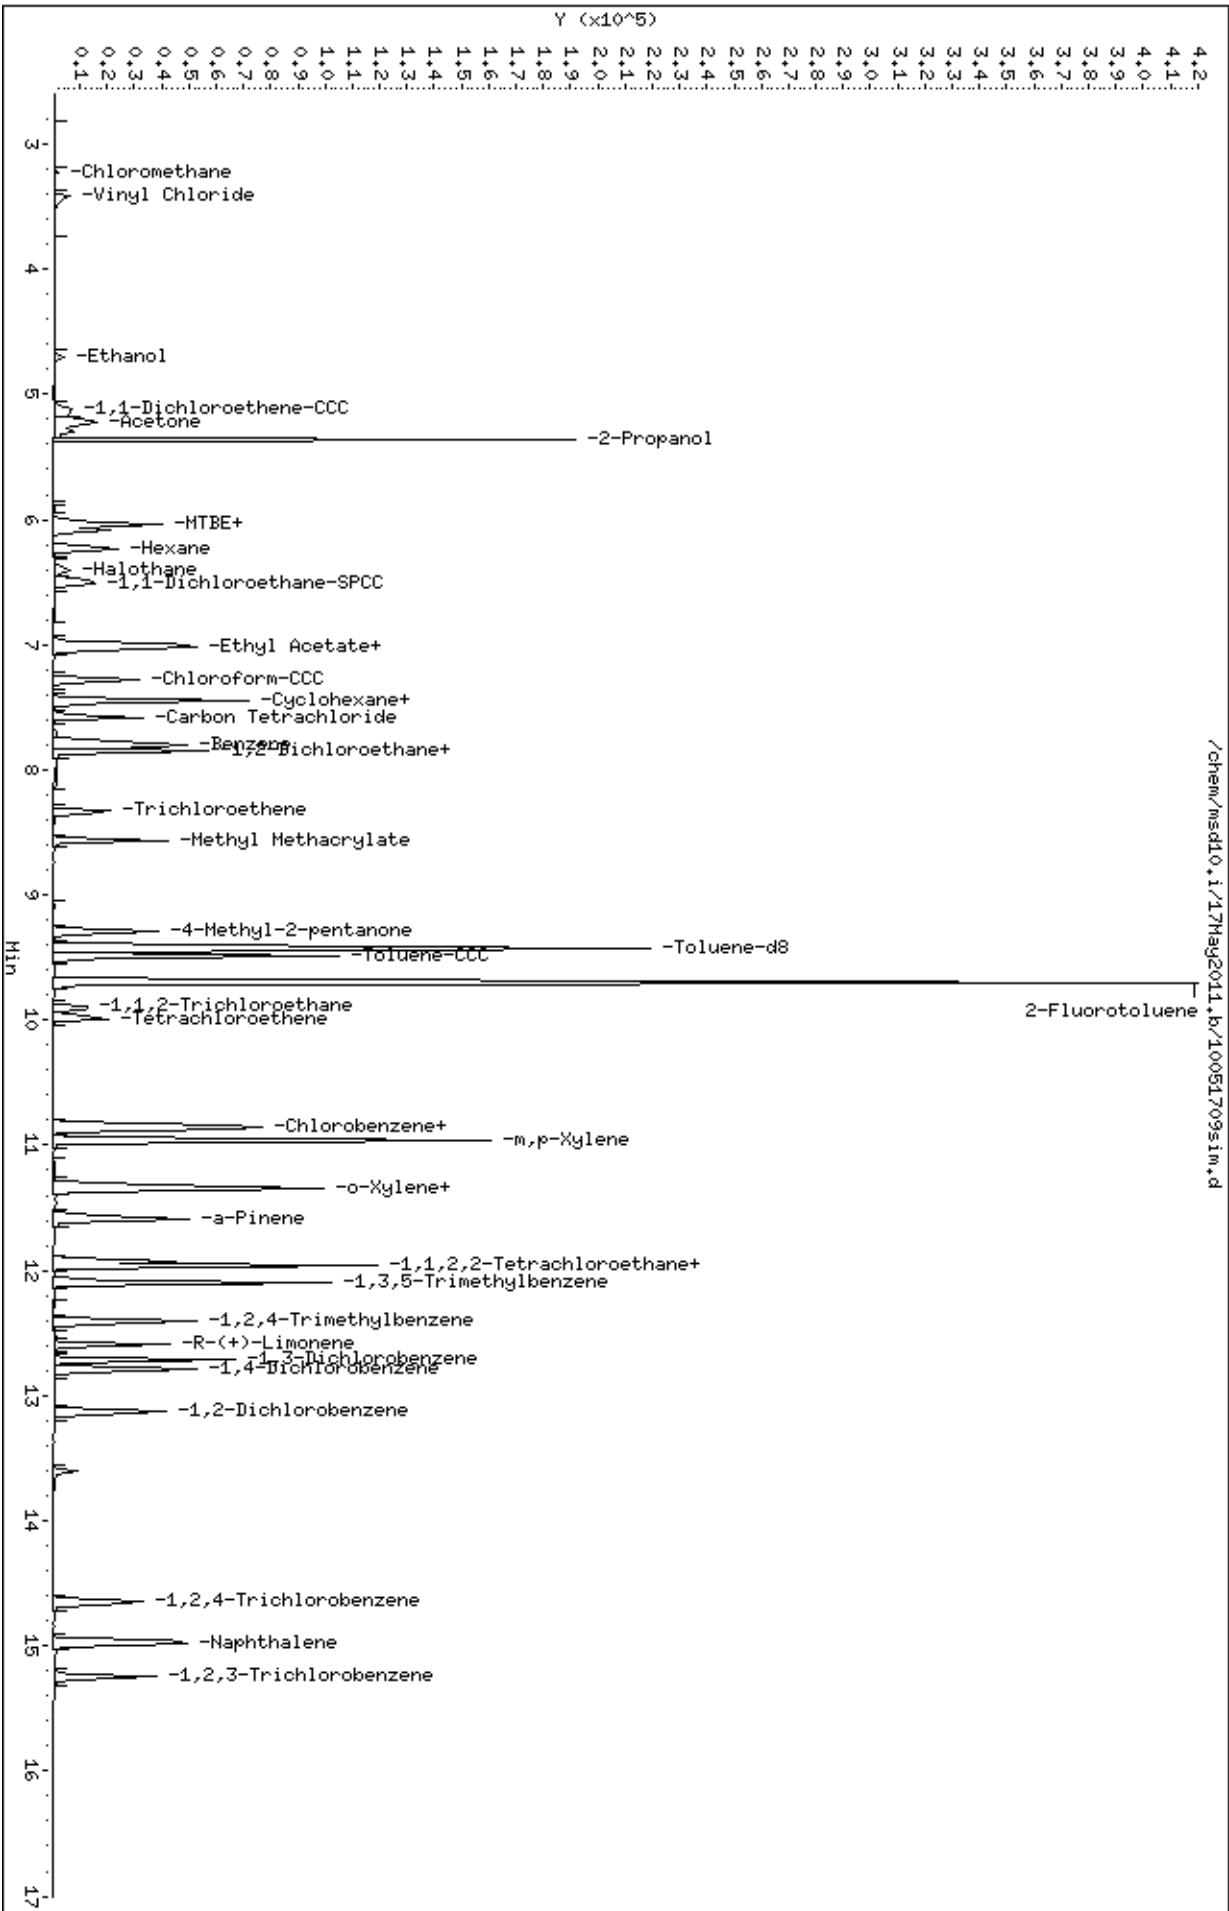 Y (x10^5)
0.1 0.2 0.3 0.4 0.5 0.6 0.7 0.8 0.9 1.0 1.1 1.2 1.3 1.4 1.5 1.6 1.7 1.8 1.9 2.0 2.1 2.2 2.3 2.4 2.5 2.6 2.7 2.8 2.9 3.0 3.1 3.2 3.3 3.4 3.5 3.6 3.7 3.8 3.9 4.0 4.1 4.2
/chem/msd10.i/17May2011.b/10051709sim.d
3
-Chloromethane
-Vinyl Chloride
4
-Ethanol
5
-1,1-Dichloroethene-CCC
-Acetone
-2-Propanol
6
-MTBE+
-Hexane
-Halothane
-1,1-Dichloroethane-SPCC
7
-Ethyl Acetate+
-Chloroform-CCC
-Cyclohexane+
-Carbon Tetrachloride
-Benzene
-1,2-Dichloroethane+
8
-Trichloroethene
-Methyl Methacrylate
9
-4-Methyl-2-pentanone
-Toluene-d8
-Toluene-CCC
2-Fluorotoluene
-1,1,2-Trichloroethane
10
-Tetrachloroethene
Min
-Chlorobenzene+
11
-m,p-Xylene
-o-Xylene+
-a-Pinene
12
-1,1,2,2-Tetrachloroethane+
-1,3,5-Trimethylbenzene
-1,2,4-Trimethylbenzene
-R-(+)-Limonene
-1,3-Dichlorobenzene
-1,4-Dichlorobenzene
13
-1,2-Dichlorobenzene
14
-1,2,4-Trichlorobenzene
15
-Naphthalene
-1,2,3-Trichlorobenzene
16
17